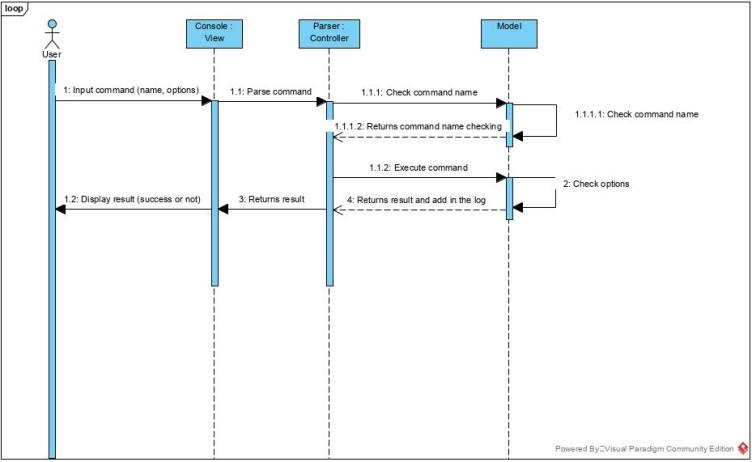 loop
Console :
View
Parser :
Controller
Model
User
1: Input command (name, options)
1.1: Parse command
1.1.1: Check command name
1.1.1.1: Check command name
1.1.1.2: Returns command name checking
1.1.2: Execute command
2: Check options
1.2: Display result (success or not)
3: Returns result
4: Returns result and add in the log
Powered By Visual Paradigm Community Edition